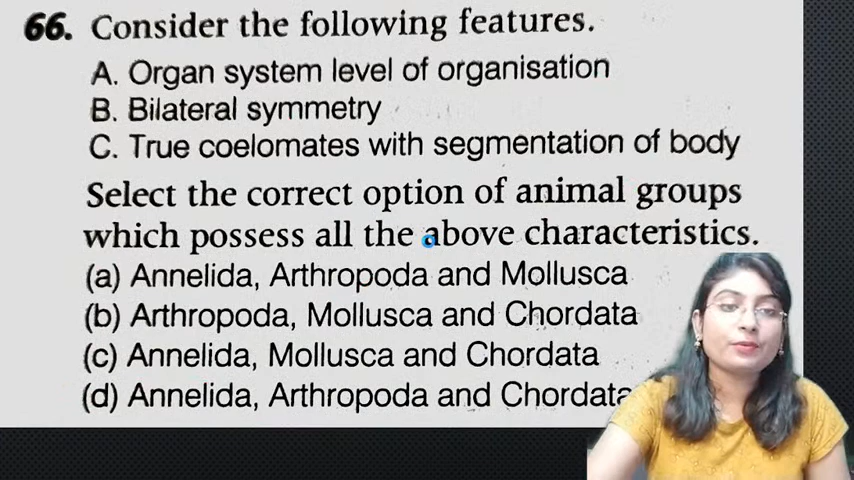 66. Consider the following features.
A. Organ system level of organisation
B. Bilateral symmetry
C. True coelomates with segmentation of body
Select the correct option of animal groups
which possess all the above characteristics.
(a) Annelida, Arthropoda and Mollusca
(b) Arthropoda, Mollusca and Chordata
(c) Annelida, Mollusca and Chordata
(d) Annelida, Arthropoda and Chordata